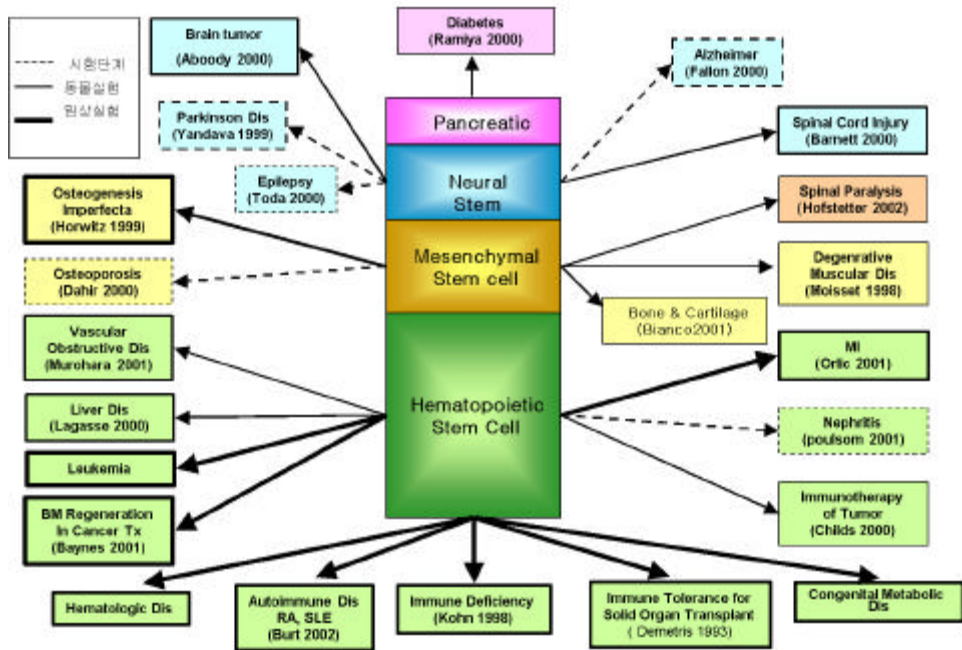 Brain tumor
(Aboody 2000)
Diabetes
(Ramiya 2000)
Alzheimer
(Fallon 2000)
시험단계
동물실험
임상실험
Parkinson Dis
(Yandava 1999)
Pancreatic
Spinal Cord Injury
(Barnett 2000)
Epilepsy
(Toda 2000)
Neural
Stem
Osteogenesis
Imperfecta
(Horwitz 1999)
Spinal Paralysis
(Hofstetter 2002)
Mesenchymal
Stem cell
Osteoporosis
(Dahir 2000)
Degenrative
Muscular Dis
(Moisset 1998)
Bone & Cartilage
(Bianco2001)
Vascular
Obstructive Dis
(Murohara 2001)
MI
(Orlic 2001)
Liver Dis
(Lagasse 2000)
Hematopoietic
Stem Cell
Nephritis
(poulsom 2001)
Leukemia
BM Regeneration
In Cancer Tx
(Baynes 2001)
Immunotherapy
of Tumor
(Childs 2000)
Hematologic Dis
Autoimmune Dis
RA, SLE
(Burt 2002)
Immune Deficiency
(Kohn 1998)
Immune Tolerance for
Solid Organ Transplant
( Demetris 1993)
Congenital Metabolic
Dis